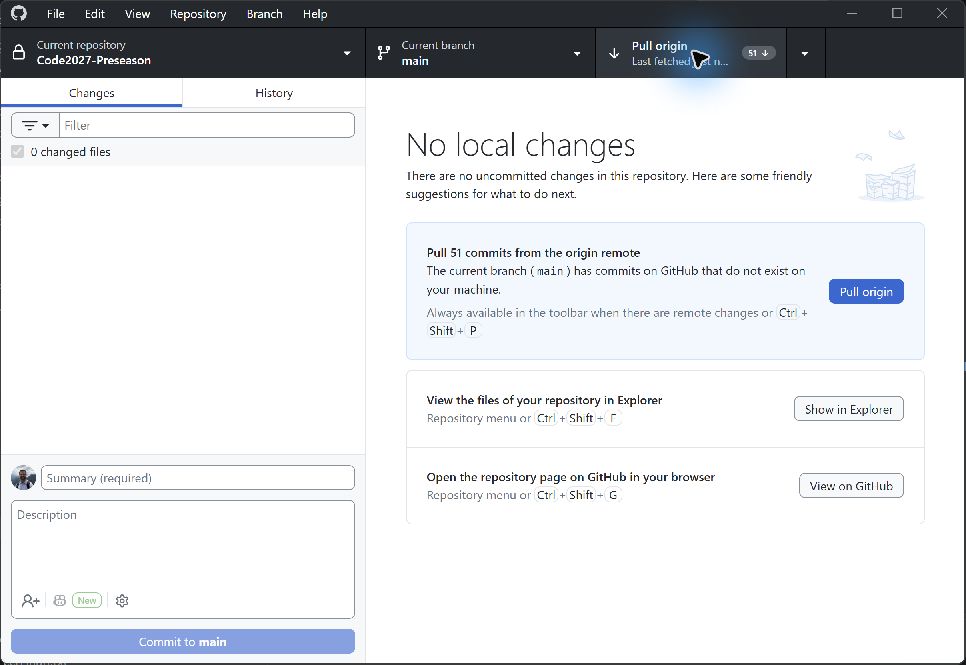 File Edit View Repository Branch Help
Current repository
Code2027-Preseason
Current branch
main
Pull origin
Last fetched
51
Changes
History
Filter
0 changed files
No local changes
There are no uncommitted changes in this repository. Here are some friendly
suggestions for what to do next.
Pull 51 commits from the origin remote
The current branch (main) has commits on GitHub that do not exist on
your machine.
Always available in the toolbar when there are remote changes or Ctrl +
Shift + P
Pull origin
View the files of your repository in Explorer
Repository menu or Ctrl + Shift + F
Show in Explorer
Open the repository page on GitHub in your browser
Repository menu or Ctrl + Shift + G
View on GitHub
Summary (required)
Description
New
Commit to main